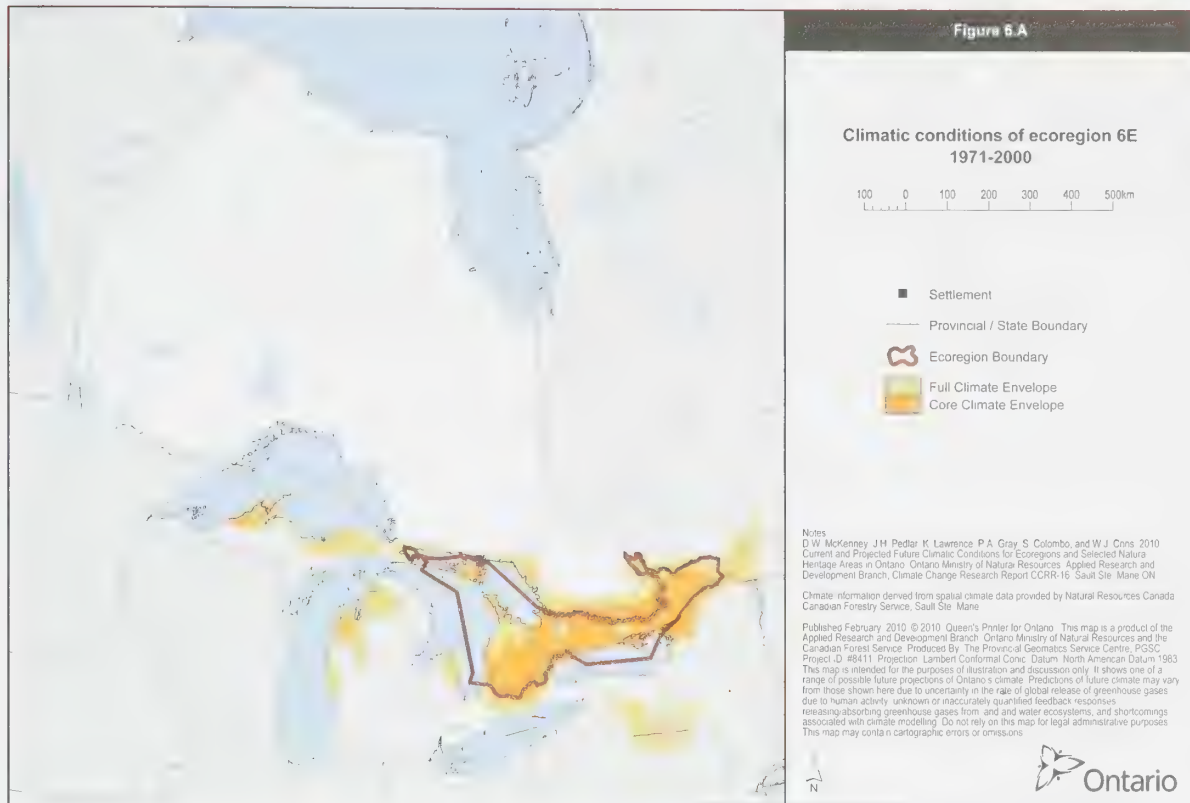 Figure 6.A
Climatic conditions of ecoregion 6E
1971-2000
100 0 100 200 300 400 500km
Settlement
Provincial / State Boundary
Ecoregion Boundary
Full Climate Envelope
Core Climate Envelope
Notes
D W McKenney J H Pedlar K Lawrence P A Gray S Colombo, and W J Crins 2010
Current and Projected Future Climatic Conditions for Ecoregions and Selected Natura
Heritage Areas in Ontario Ontario Ministry of Natural Resources Applied Research and
Development Branch, Climate Change Research Report CCRR-16 Sault Ste Marie ON
Climate information derived from spatial climate data provided by Natural Resources Canada
Canadian Forestry Service, Sault Ste Marie
Published February 2010 © 2010 Queen's Printer for Ontario This map is a product of the
Applied Research and Development Branch Ontario Ministry of Natural Resources and the
Canadian Forest Service Produced By The Provincial Geomatics Service Centre, PGSC
Project .D #8411 Projection Lambert Conformal Conic Datum North American Datum 1983
This map is intended for the purposes of illustration and discussion only. It shows one of a
range of possible future projections of Ontario s climate Predictions of future climate may vary
from those shown here due to uncertainty in the rate of global release of greenhouse gases
due to human activity unknown or inaccurately quantified feedback responses
releasing/absorbing greenhouse gases from and and water ecosystems, and shortcomings
associated with climate modelling Do not rely on this map for legal administrative purposes
This map may contain cartographic errors or omissions
N
Ontario